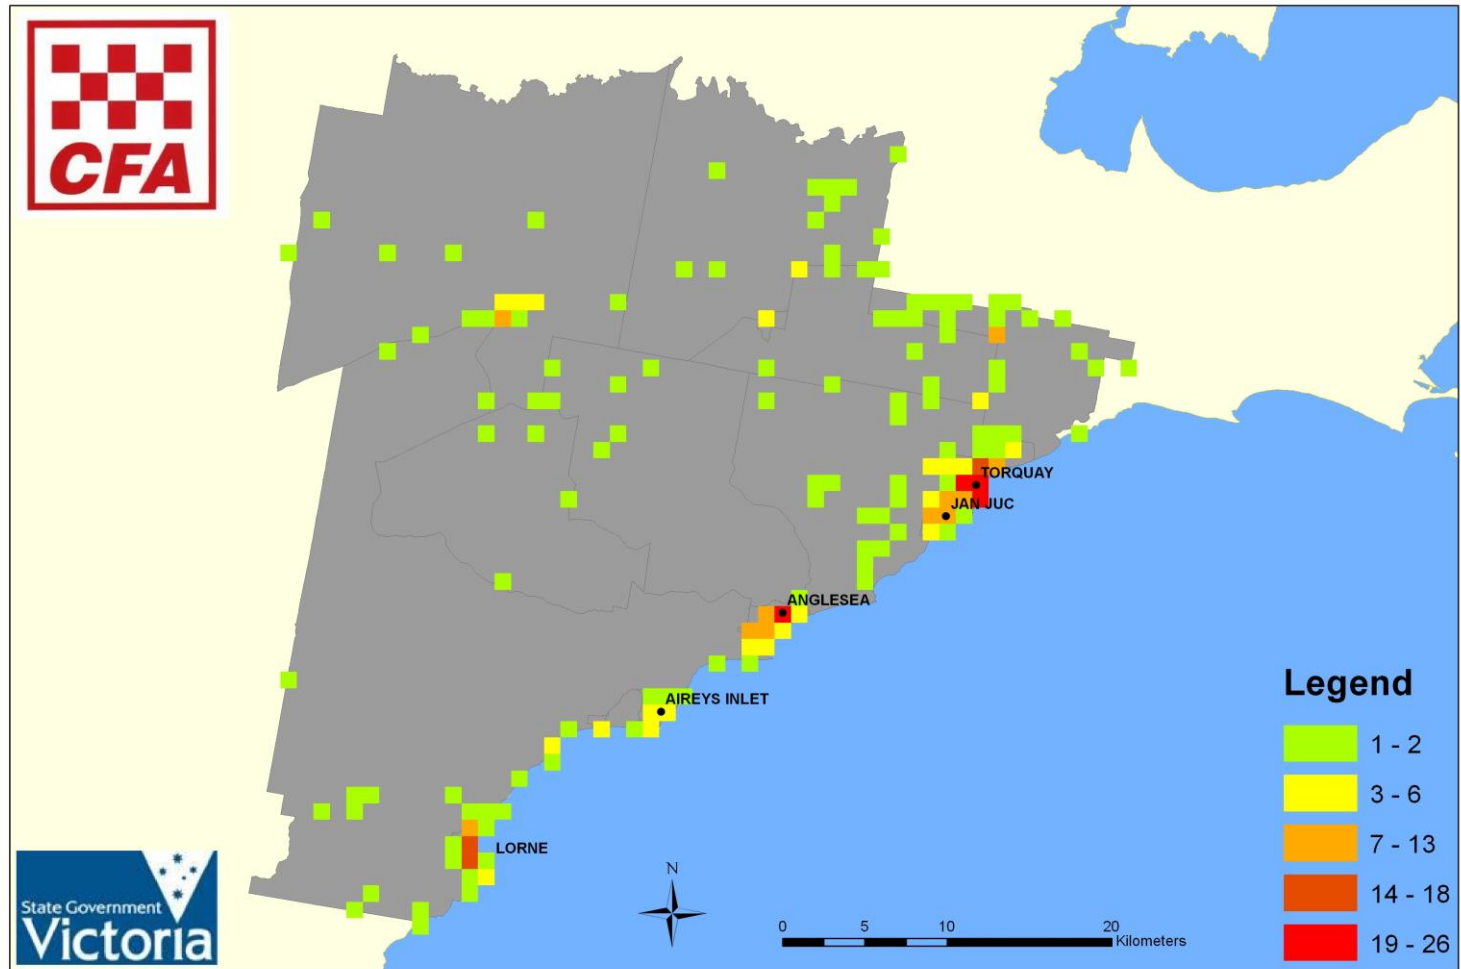 CFA
TORQUAY
JAN JUC
ANGLESEA
AIREYS INLET
LORNE
Legend
1 - 2
3 - 6
7 - 13
14 - 18
19 - 26
N
0 5 10 20
Kilometers
State Government
Victoria